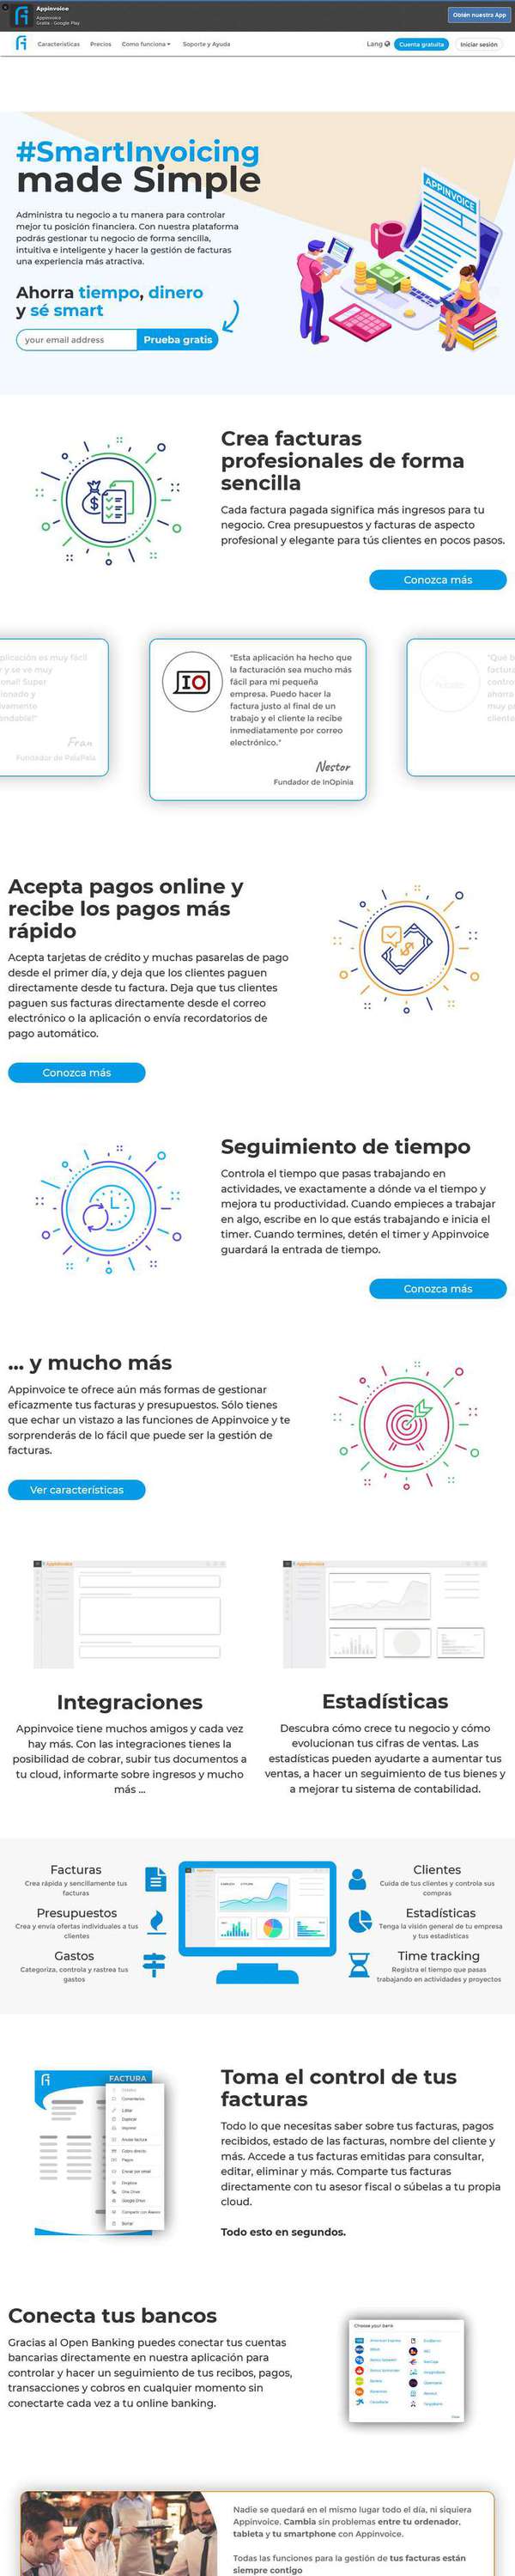 Appinvoice
Appinvoice
Gratis - Google Play
Obtén nuestra App
Características
Precios
Como funciona
Soporte y Ayuda
Lang
Cuenta gratuita
Iniciar sesión
#SmartInvoicing
made Simple
Administra tu negocio a tu manera para controlar
mejor tu posición financiera. Con nuestra plataforma
podrás gestionar tu negocio de forma sencilla,
intuitiva e inteligente y hacer la gestión de facturas
una experiencia más atractiva.
APPINVOICE
Ahorra tiempo, dinero
y sé smart
your email address
Prueba gratis
Crea facturas
profesionales de forma
sencilla
Cada factura pagada significa más ingresos para tu
negocio. Crea presupuestos y facturas de aspecto
profesional y elegante para tús clientes en pocos pasos.
Conozca más
Fran
Fundador de PalaPala
IO
"Esta aplicación ha hecho que
la facturación sea mucho más
fácil para mi pequeña
empresa. Puedo hacer la
factura justo al final de un
trabajo y el cliente la recibe
inmediatamente por correo
electrónico."
Nestor
Fundador de InOpinia
Acepta pagos online y
recibe los pagos más
rápido
Acepta tarjetas de crédito y muchas pasarelas de pago
desde el primer día, y deja que los clientes paguen
directamente desde tu factura. Deja que tus clientes
paguen sus facturas directamente desde el correo
electrónico o la aplicación o envía recordatorios de
pago automático.
Conozca más
Seguimiento de tiempo
Controla el tiempo que pasas trabajando en
actividades, ve exactamente a dónde va el tiempo y
mejora tu productividad. Cuando empieces a trabajar
en algo, escribe en lo que estás trabajando e inicia el
timer. Cuando termines, detén el timer y Appinvoice
guardará la entrada de tiempo.
Conozca más
... y mucho más
Appinvoice te ofrece aún más formas de gestionar
eficazmente tus facturas y presupuestos. Sólo tienes
que echar un vistazo a las funciones de Appinvoice y te
sorprenderás de lo fácil que puede ser la gestión de
facturas.
Ver características
Appinvoice
Appinvoice
Integraciones
Appinvoice tiene muchos amigos y cada vez
hay más. Con las integraciones tienes la
posibilidad de cobrar, subir tus documentos a
tu cloud, informarte sobre ingresos y mucho
más ...
Estadísticas
Descubra cómo crece tu negocio y cómo
evolucionan tus cifras de ventas. Las
estadísticas pueden ayudarte a aumentar tus
ventas, a hacer un seguimiento de tus bienes y
a mejorar tu sistema de contabilidad.
Facturas
Crea rápida y sencillamente tus
facturas
Presupuestos
Crea y envía ofertas individuales a tus
clientes
Gastos
Categoriza, controla y rastrea tus
gastos
Clientes
Cuida de tus clientes y controla sus
compras
Estadísticas
Tenga la visión general de tu empresa
y tus estadísticas
Time tracking
Registra el tiempo que pasas
trabajando en actividades y proyectos
FACTURA
Comentarios
Editar
Duplicar
Imprimir
Anular factura
Cobro directo
Pagos
Enviar por email
Dropbox
One Drive
Google Drive
Compartir con Asesor
Borrar
Toma el control de tus
facturas
Todo lo que necesitas saber sobre tus facturas, pagos
recibidos, estado de las facturas, nombre del cliente y
más. Accede a tus facturas emitidas para consultar,
editar, eliminar y más. Comparte tus facturas
directamente con tu asesor fiscal o súbelas a tu propia
cloud.
Todo esto en segundos.
Conecta tus bancos
Gracias al Open Banking puedes conectar tus cuentas
bancarias directamente en nuestra aplicación para
controlar y hacer un seguimiento de tus recibos, pagos,
transacciones y cobros en cualquier momento sin
conectarte cada vez a tu online banking.
Choose your bank
American Express
Nadie se quedará en el mismo lugar todo el día, ni siquiera
Appinvoice. Cambia sin problemas entre tu ordenador,
tableta y tu smartphone con Appinvoice.
Todas las funciones para la gestión de tus facturas están
siempre contigo